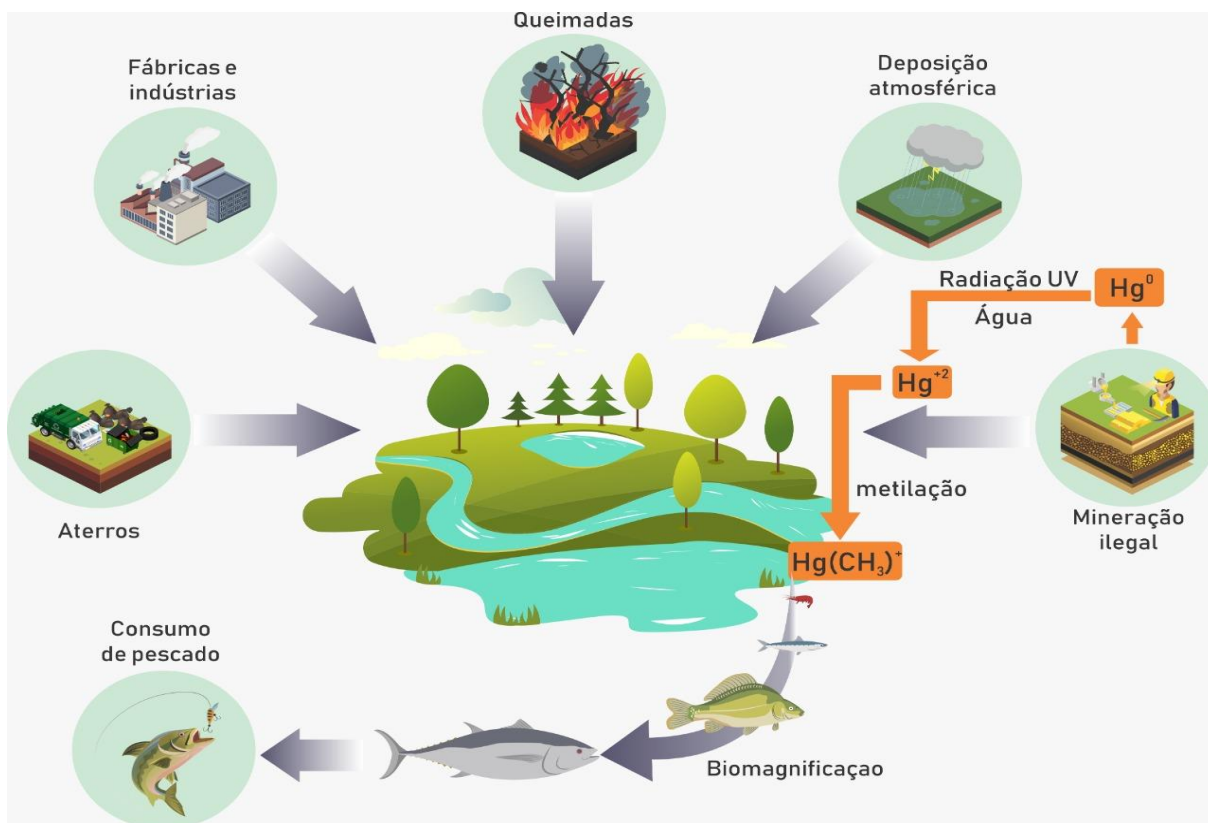 Queimadas
Fábricas e
indústrias
Deposição
atmosférica
Radiação UV
Água
Hg⁰
Hg⁺²
metilação
Hg(CH₃)⁺
Aterros
Mineração
ilegal
Consumo
de pescado
Biomagnificaçao